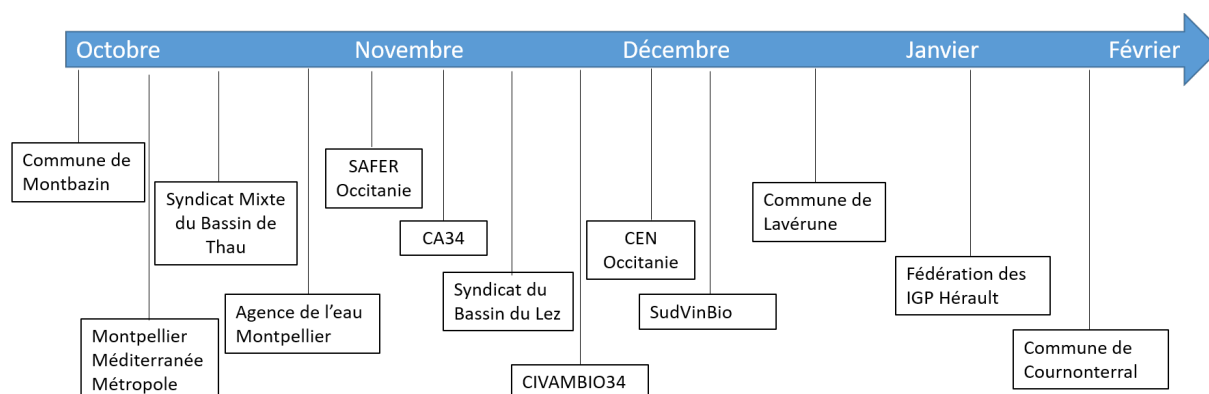 Octobre
Novembre
Décembre
Janvier
Février
Commune de
Montbazin
Montpellier
Méditerranée
Métropole
Syndicat Mixte
du Bassin de
Thau
Agence de l’eau
Montpellier
SAFER
Occitanie
CA34
Syndicat du
Bassin du Lez
CIVAMBIO34
CEN
Occitanie
SudVinBio
Commune de
Lavérune
Fédération des
IGP Hérault
Commune de
Cournonterral